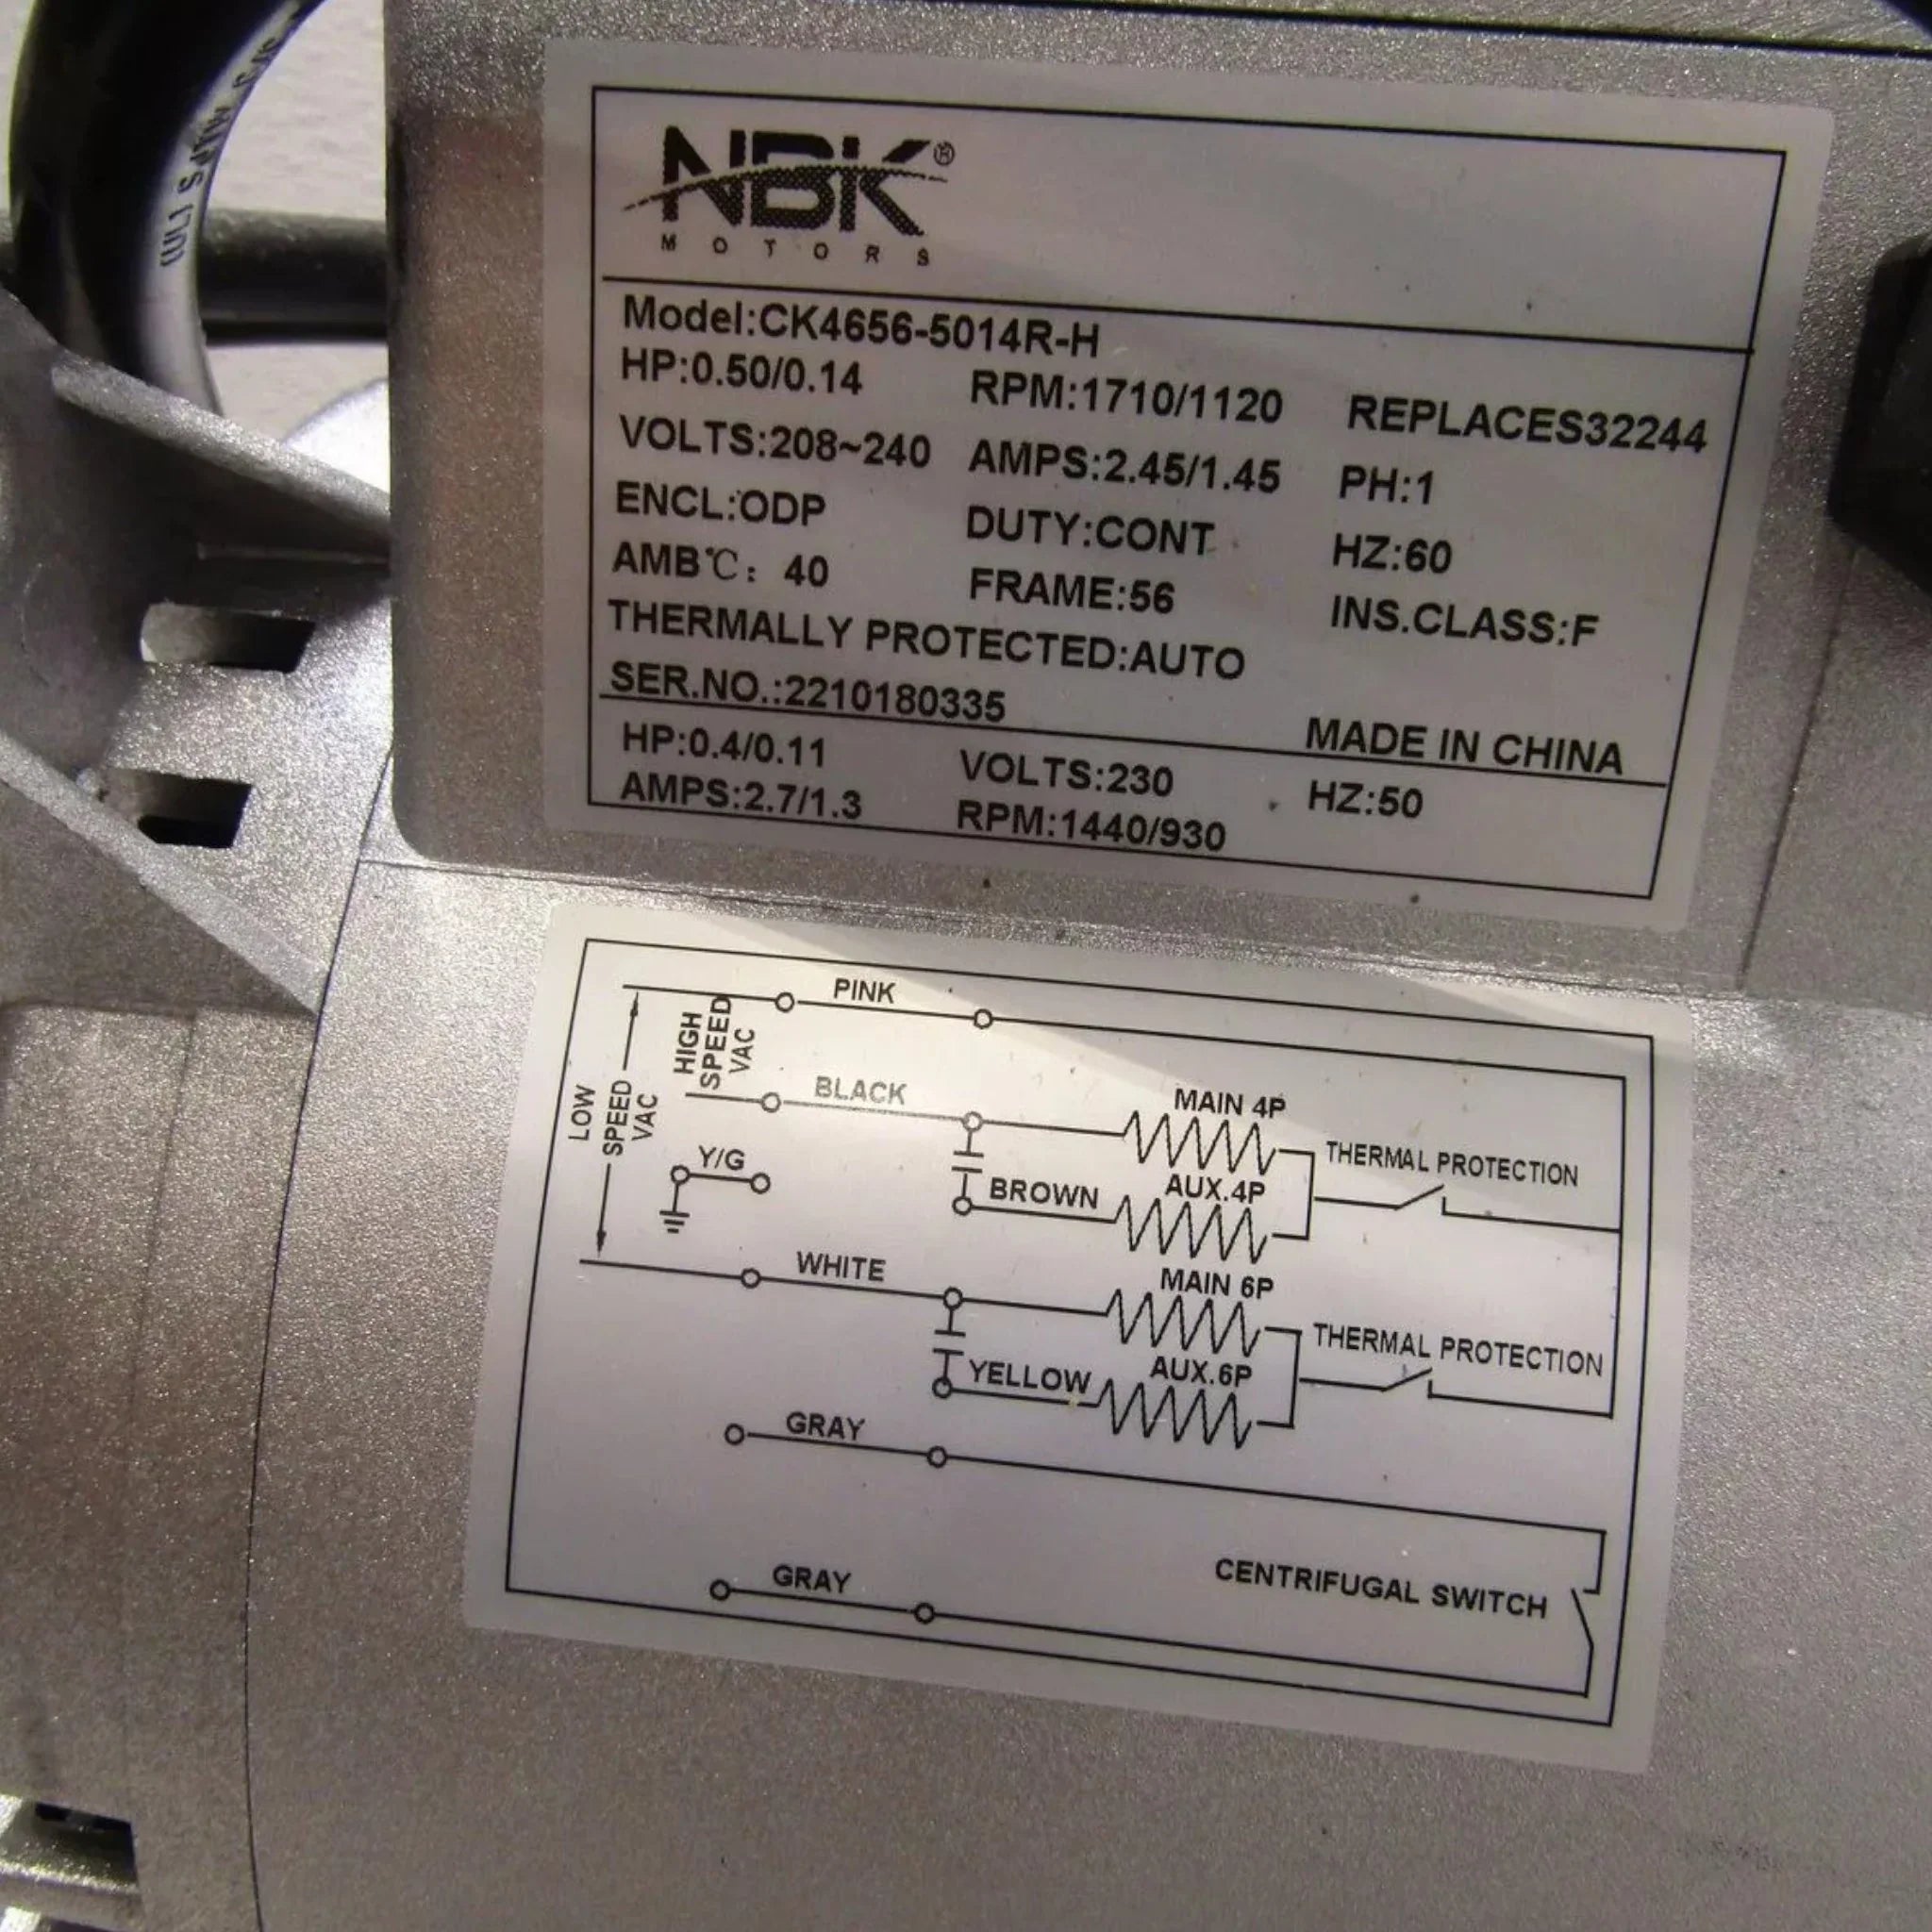 NBK®
MOTORS
Model:CK4656-5014R-H
HP:0.50/0.14 RPM:1710/1120 REPLACES32244
VOLTS:208~240 AMPS:2.45/1.45 PH:1
ENCL:ODP DUTY:CONT HZ:60
AMB℃: 40 FRAME:56 INS.CLASS:F
THERMALLY PROTECTED:AUTO
SER.NO.:2210180335 MADE IN CHINA
HP:0.4/0.11 VOLTS:230 HZ:50
AMPS:2.7/1.3 RPM:1440/930
PINK
HIGH
SPEED
VAC
LOW
SPEED
VAC
BLACK
MAIN 4P
THERMAL PROTECTION
Y/G
BROWN
AUX.4P
WHITE
MAIN 6P
THERMAL PROTECTION
YELLOW
AUX.6P
GRAY
CENTRIFUGAL SWITCH
GRAY
(UL)